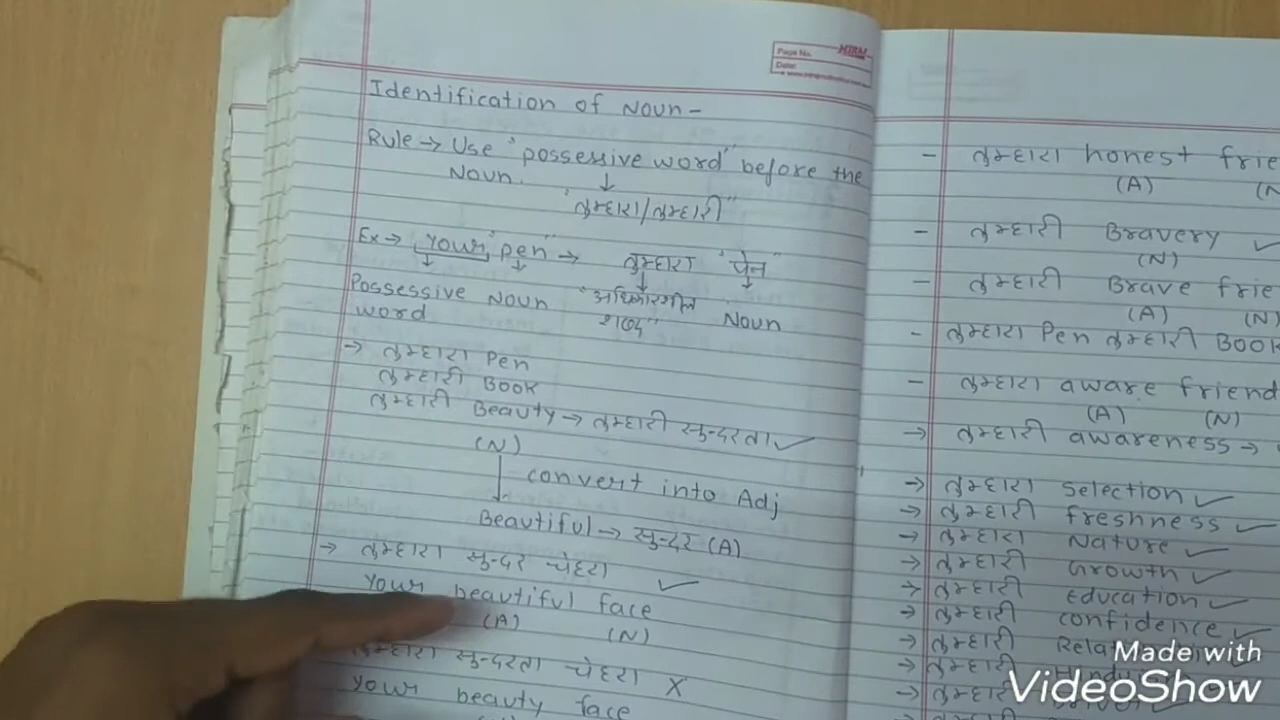 Page No.
Date:
Identification of Noun-
Rule → Use "possessive word" before the
Noun. ↓
"तुम्हारा/तुम्हारी"
Ex → "Your" "pen" → तुम्हारा "पेन"
Possessive Noun "अधिकारशील Noun
word शब्द"
→ तुम्हारा Pen
तुम्हारी Book
तुम्हारी Beauty → तुम्हारी सुन्दरता ✓
(N)
convert into Adj
Beautiful → सुन्दर (A)
→ तुम्हारा सुन्दर चेहरा ✓
Your beautiful face
(A) (N)
तुम्हारा सुन्दरता चेहरा X
Your beauty face
- तुम्हारा honest frie
(A) (N
- तुम्हारी Bravery ✓
(N)
- तुम्हारी Brave frie
(A) (N)
- तुम्हारा Pen तुम्हारी Book
- तुम्हारा aware friend
(A) (N)
→ तुम्हारी awareness →
→ तुम्हारा selection ✓
→ तुम्हारी freshness ✓
→ तुम्हारा Nature ✓
→ तुम्हारी Growth ✓
→ तुम्हारी Education ✓
→ तुम्हारा confidence ✓
→ तुम्हारी
→ तुम्हारी
→ तुम्हारा
Made with
VideoShow